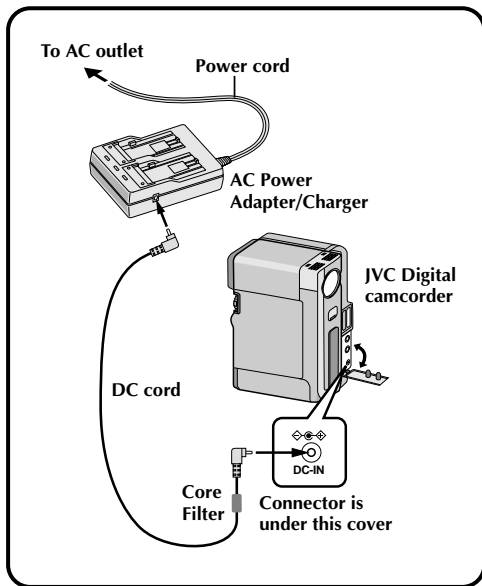 To AC outlet
Power cord
AC Power
Adapter/Charger
JVC Digital
camcorder
DC cord
DC-IN
Core
Filter
Connector is
under this cover